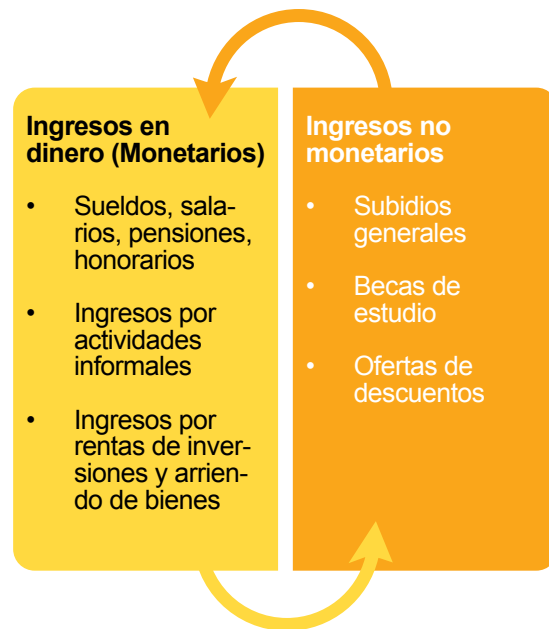 Ingresos en
dinero (Monetarios)
• Sueldos, sala-
rios, pensiones,
honorarios
• Ingresos por
actividades
informales
• Ingresos por
rentas de inver-
siones y arrien-
do de bienes
Ingresos no
monetarios
• Subidios
generales
• Becas de
estudio
• Ofertas de
descuentos